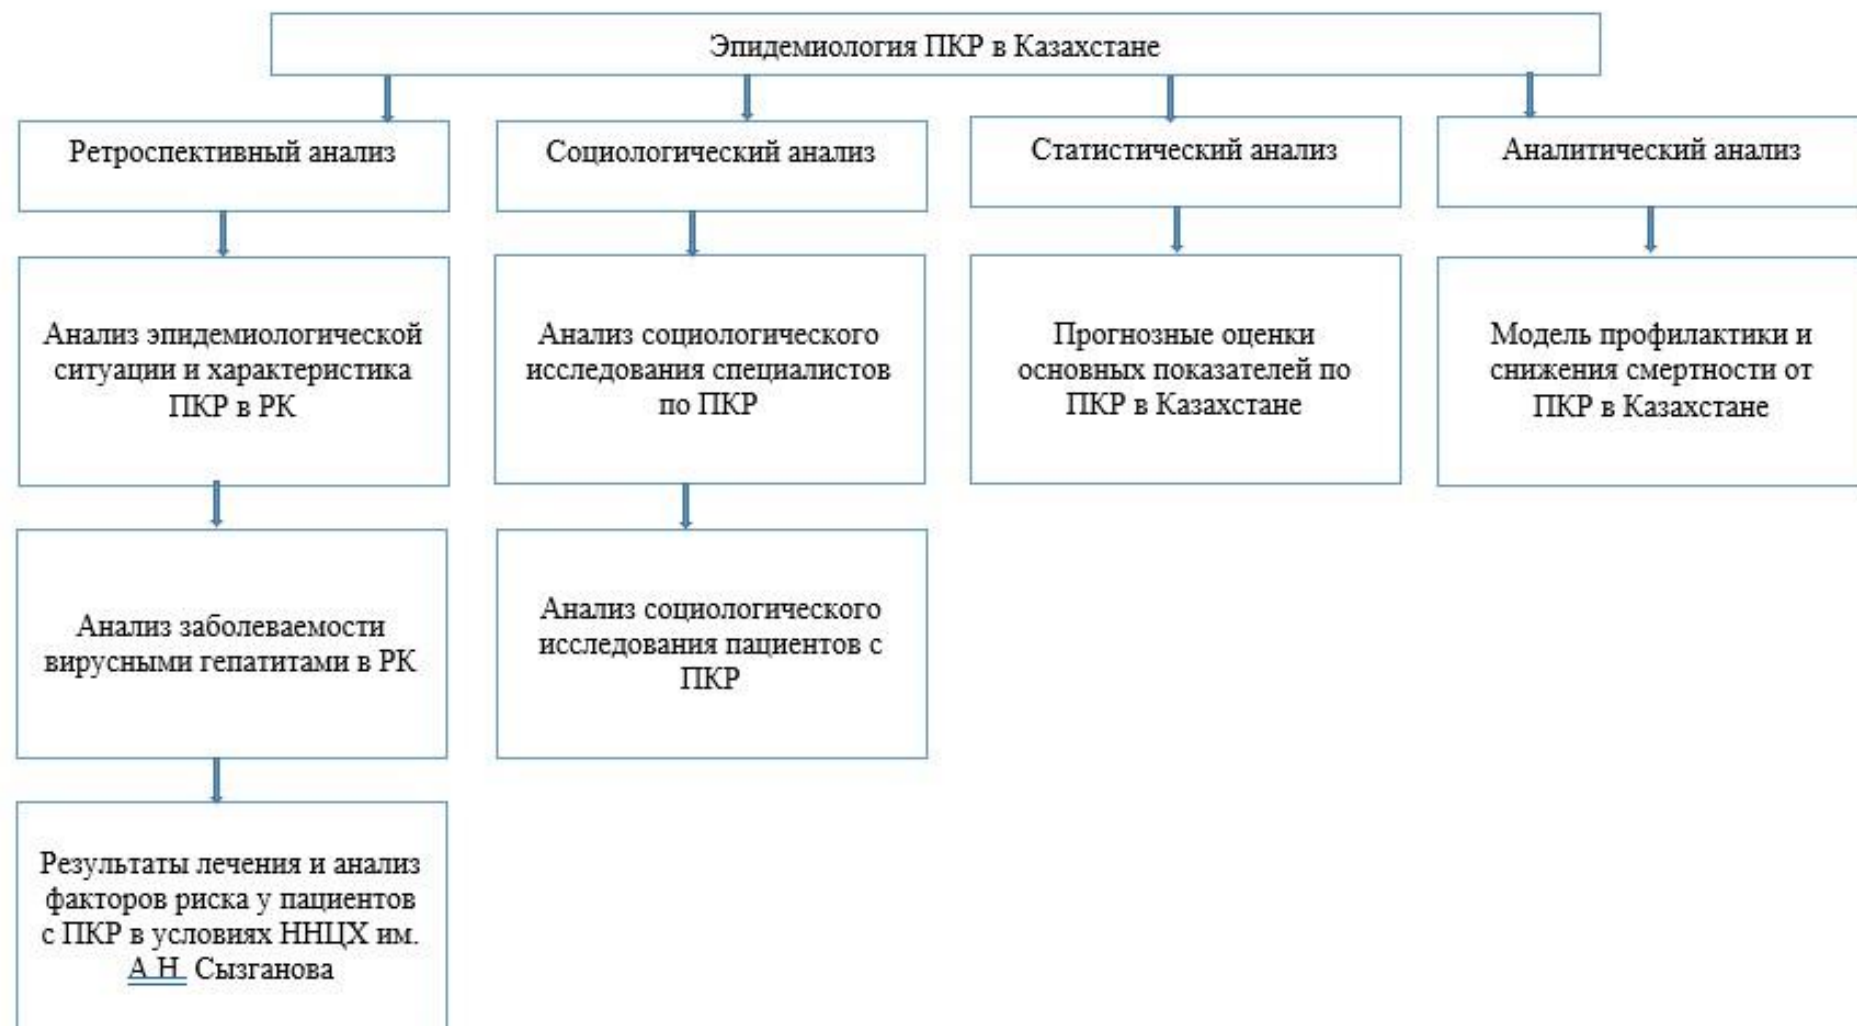 Эпидемиология ПКР в Казахстане
Ретроспективный анализ
Социологический анализ
Статистический анализ
Аналитический анализ
Анализ эпидемиологической
ситуации и характеристика
ПКР в РК
Анализ социологического
исследования специалистов
по ПКР
Прогнозные оценки
основных показателей по
ПКР в Казахстане
Модель профилактики и
снижения смертности от
ПКР в Казахстане
Анализ заболеваемости
вирусными гепатитами в РК
Анализ социологического
исследования пациентов с
ПКР
Результаты лечения и анализ
факторов риска у пациентов
с ПКР в условиях ННЦХ им.
А.Н. Сызганова